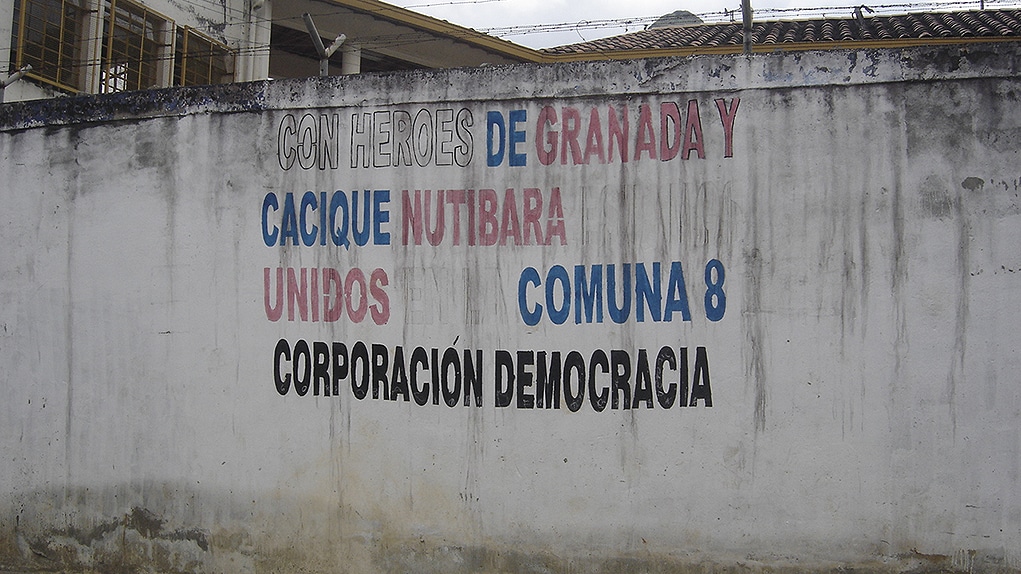 CON HEROES DE GRANADA Y
CACIQUE NUTIBARA
UNIDOS COMUNA 8
CORPORACIÓN DEMOCRACIA